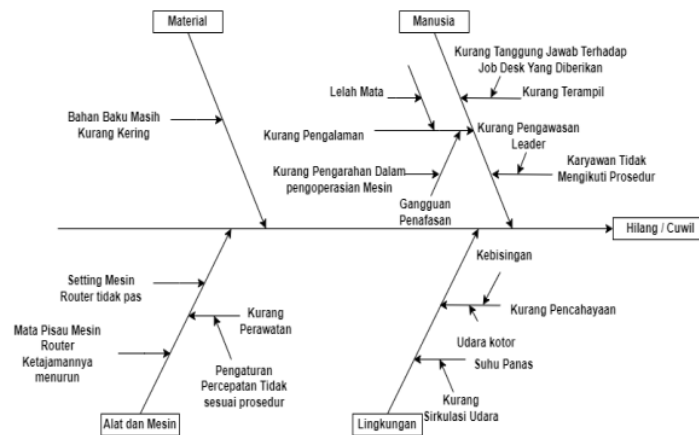 Material
Manusia
Kurang Tanggung Jawab Terhadap
Job Desk Yang Diberikan
Lelah Mata
Kurang Terampil
Bahan Baku Masih
Kurang Kering
Kurang Pengalaman
Kurang Pengawasan
Leader
Kurang Pengarahan Dalam
pengoperasian Mesin
Karyawan Tidak
Mengikuti Prosedur
Gangguan
Penafasan
Hilang / Cuwil
Kebisingan
Setting Mesin
Router tidak pas
Kurang
Perawatan
Kurang Pencahayaan
Mata Pisau Mesin
Router
Ketajamannya
menurun
Udara kotor
Suhu Panas
Pengaturan
Percepatan Tidak
sesuai prosedur
Kurang
Sirkulasi Udara
Alat dan Mesin
Lingkungan